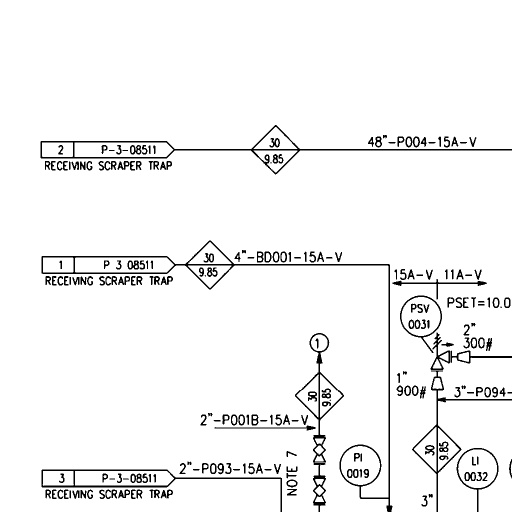 2 P-3-08511
RECEIVING SCRAPER TRAP
30
9.85
48"-P004-15A-V
1 P 3 08511
RECEIVING SCRAPER TRAP
30
9.85
4"-BD001-15A-V
15A-V 11A-V
PSV
0031
PSET=10.0
2"
300#
1
1"
900#
30
9.85
3"-P094-
2"-P001B-15A-V
NOTE 7
PI
0019
30
9.85
LI
0032
3 P-3-08511
RECEIVING SCRAPER TRAP
2"-P093-15A-V
3"